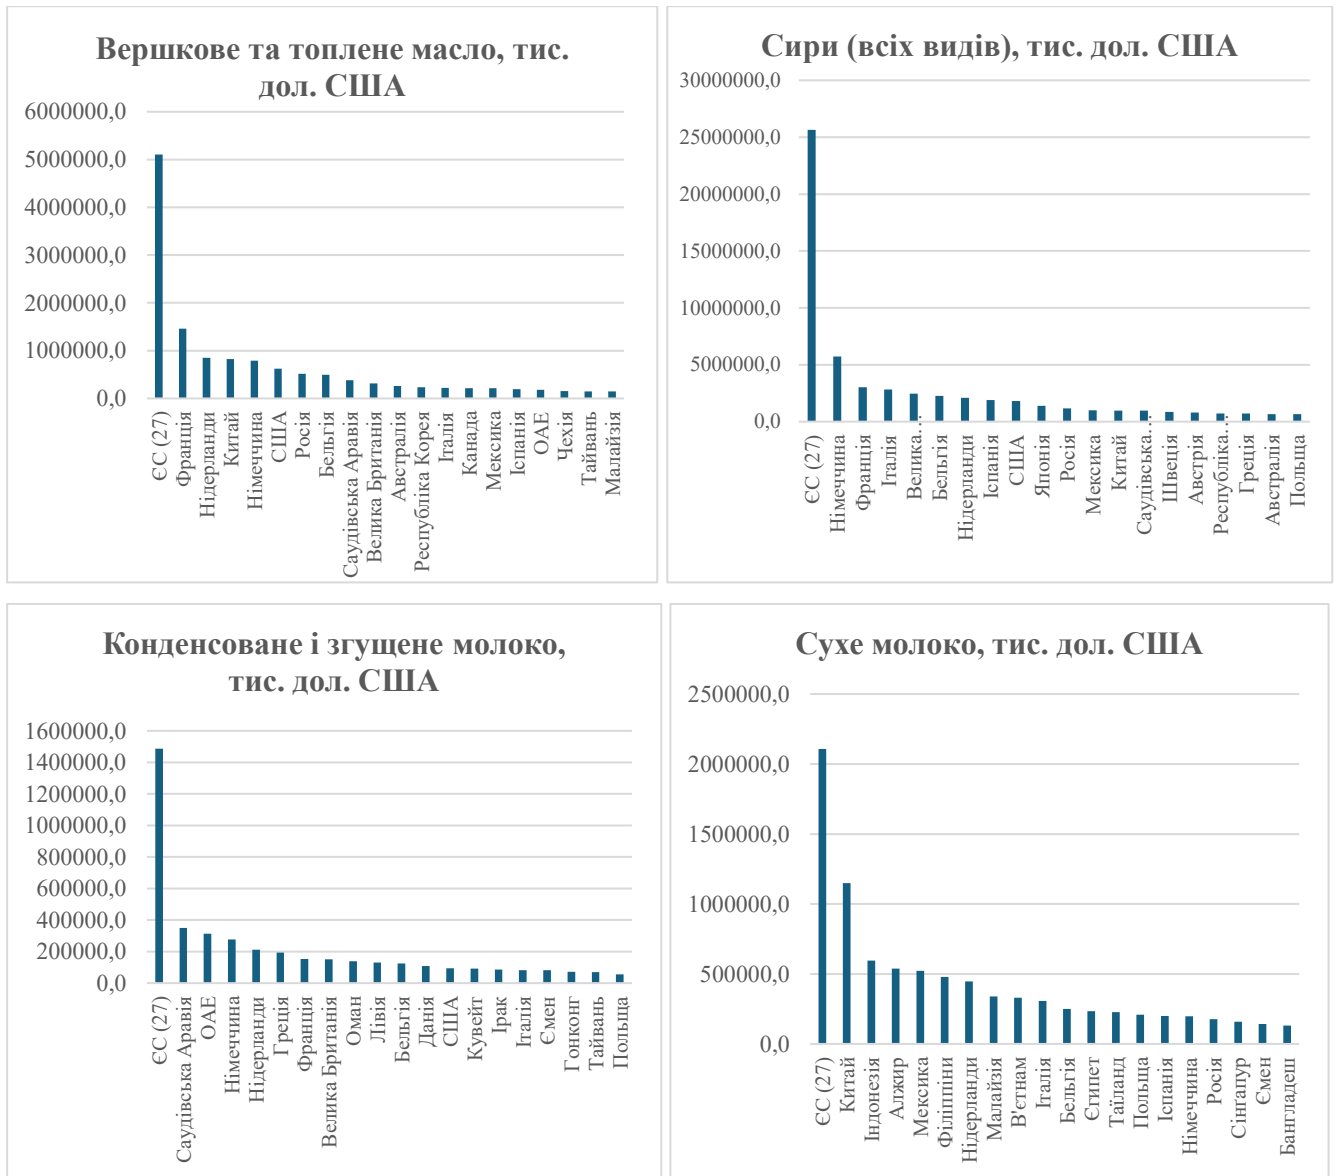 Вершкове та топлене масло, тис.
дол. США
6000000,0
5000000,0
4000000,0
3000000,0
2000000,0
1000000,0
0,0
ЄС (27)
Франція
Нідерланди
Китай
Німеччина
США
Росія
Бельгія
Саудівська Аравія
Велика Британія
Австралія
Республіка Корея
Італія
Канада
Мексика
Іспанія
ОАЕ
Чехія
Тайвань
Малайзія
Сири (всіх видів), тис. дол. США
30000000,0
25000000,0
20000000,0
15000000,0
10000000,0
5000000,0
0,0
ЄС (27)
Німеччина
Франція
Італія
Велика…
Бельгія
Нідерланди
Іспанія
США
Японія
Росія
Мексика
Китай
Саудівська…
Швеція
Австрія
Республіка…
Греція
Австралія
Польща
Конденсоване і згущене молоко,
тис. дол. США
1600000,0
1400000,0
1200000,0
1000000,0
800000,0
600000,0
400000,0
200000,0
0,0
ЄС (27)
Саудівська Аравія
ОАЕ
Німеччина
Нідерланди
Греція
Франція
Велика Британія
Оман
Лівія
Бельгія
Данія
США
Кувейт
Ірак
Італія
Ємен
Гонконг
Тайвань
Польща
Сухе молоко, тис. дол. США
2500000,0
2000000,0
1500000,0
1000000,0
500000,0
0,0
ЄС (27)
Китай
Індонезія
Алжир
Мексика
Філіппіни
Нідерланди
Малайзія
В'єтнам
Італія
Бельгія
Єгипет
Таїланд
Польща
Іспанія
Німеччина
Росія
Сінгапур
Ємен
Бангладеш